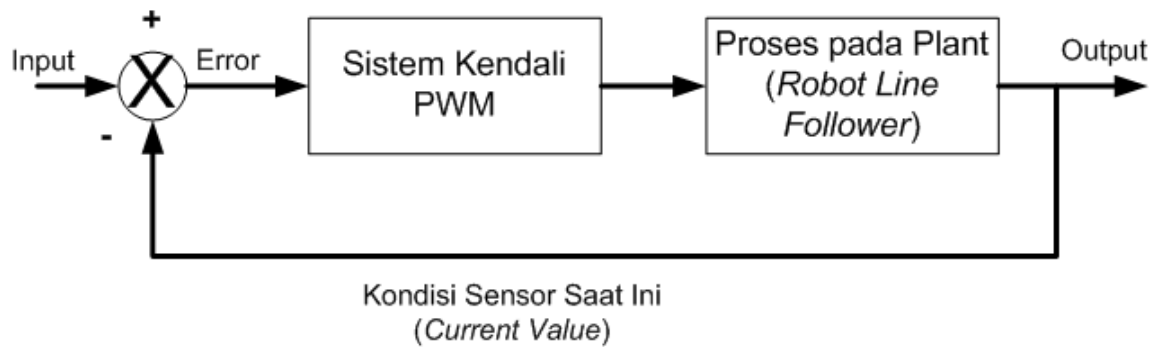 +
Input
X
Error
-
Sistem Kendali
PWM
Proses pada Plant
(Robot Line
Follower)
Output
Kondisi Sensor Saat Ini
(Current Value)